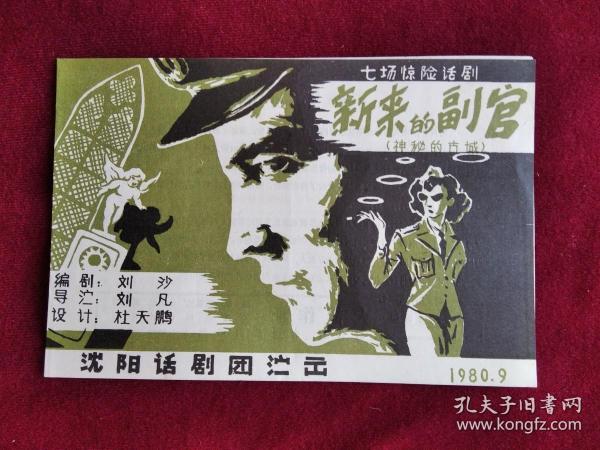 七场惊险话剧
新来的副官
(神秘的古城)
编剧：刘 沙
导演：刘 凡
设计：杜天鹏
沈阳话剧团演出
1980.9
孔夫子旧书网
www.kongfz.com